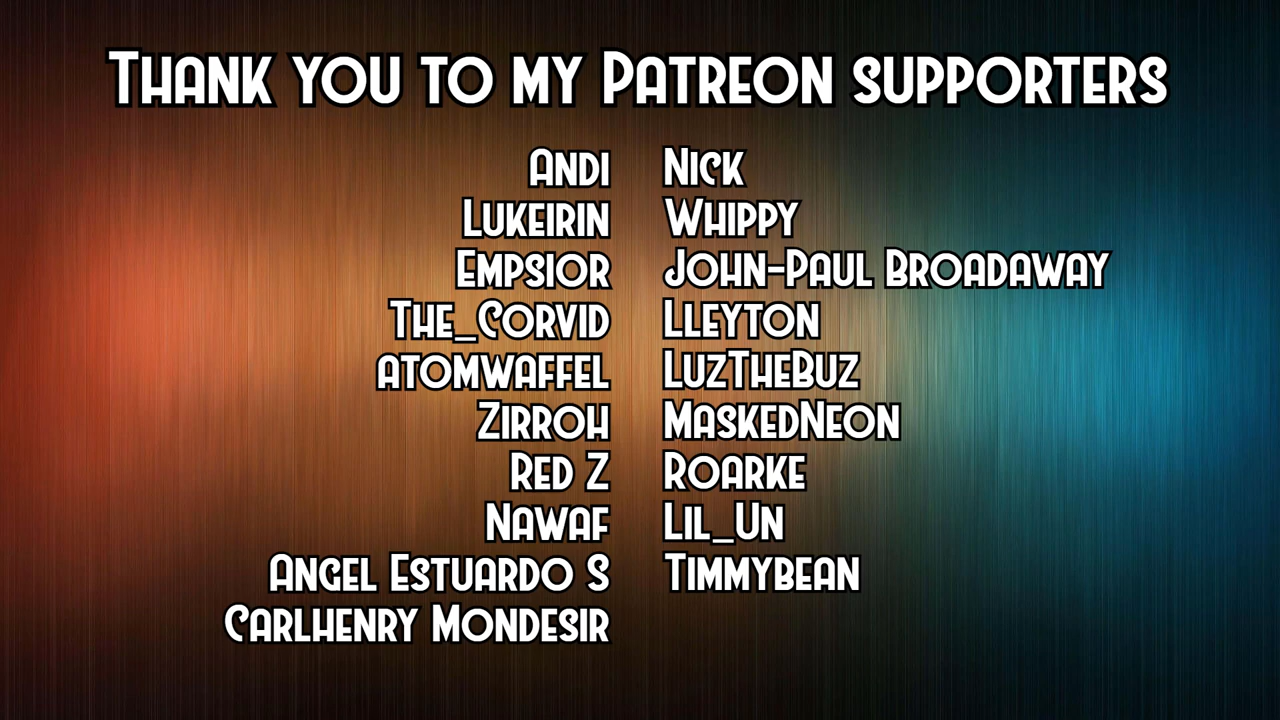 Thank you to my Patreon supporters
Andi
Lukeirin
Empsior
The_Corvid
atomwaffel
Zirroh
Red Z
Nawaf
Angel Estuardo S
Carlhenry Mondesir
Nick
Whippy
John-Paul Broadaway
Lleyton
LuzTheBuz
MaskedNeon
Roarke
Lil_Un
Timmybean